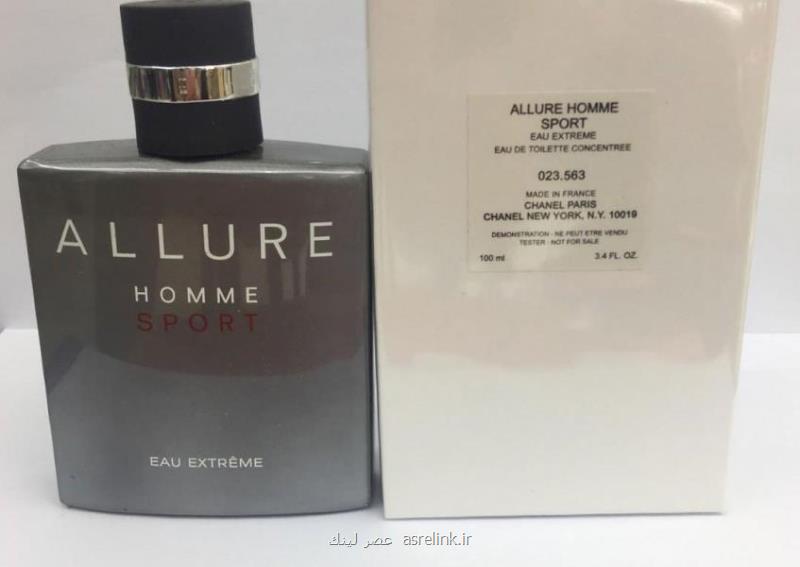 ALLURE
HOMME
SPORT
EAU EXTRÊME
ALLURE HOMME
SPORT
EAU EXTREME
EAU DE TOILETTE CONCENTREE
023.563
MADE IN FRANCE
CHANEL PARIS
CHANEL NEW YORK, N.Y. 10019
DEMONSTRATION - NE PEUT ETRE VENDU
TESTER - NOT FOR SALE
100 ml 3.4 FL. OZ.
عصر لینك asrelink.ir